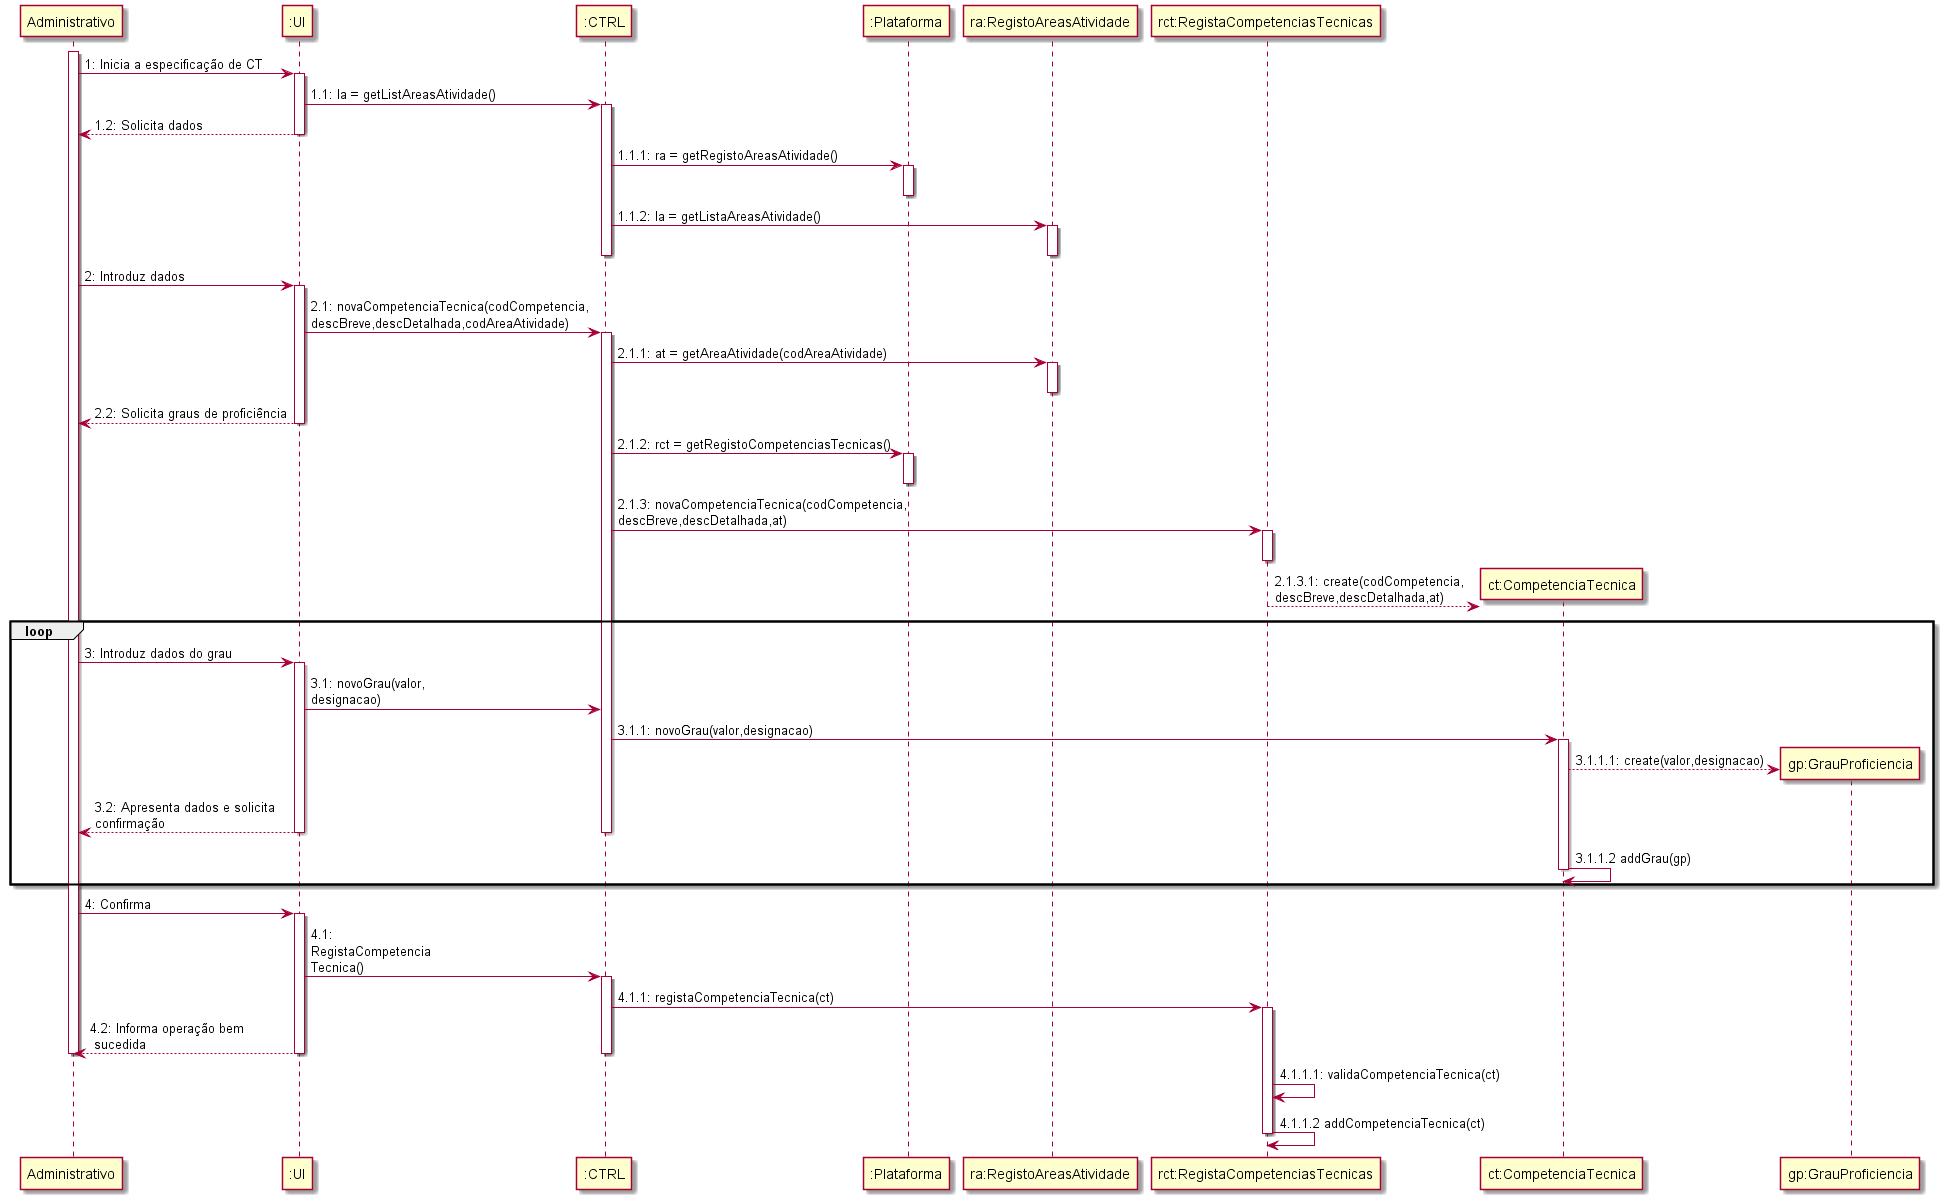 Administrativo
:UI
:CTRL
:Plataforma
ra:RegistoAreasAtividade
rct:RegistaCompetenciasTecnicas
1: Inicia a especificação de CT
1.1: la = getListAreasAtividade()
1.2: Solicita dados
1.1.1: ra = getRegistoAreasAtividade()
1.1.2: la = getListaAreasAtividade()
2: Introduz dados
2.1: novaCompetenciaTecnica(codCompetencia,
descBreve,descDetalhada,codAreaAtividade)
2.1.1: at = getAreaAtividade(codAreaAtividade)
2.2: Solicita graus de proficiência
2.1.2: rct = getRegistoCompetenciasTecnicas()
2.1.3: novaCompetenciaTecnica(codCompetencia,
descBreve,descDetalhada,at)
2.1.3.1: create(codCompetencia,
descBreve,descDetalhada,at)
ct:CompetenciaTecnica
loop
3: Introduz dados do grau
3.1: novoGrau(valor,
designacao)
3.1.1: novoGrau(valor,designacao)
3.1.1.1: create(valor,designacao)
gp:GrauProficiencia
3.2: Apresenta dados e solicita
confirmação
3.1.1.2 addGrau(gp)
4: Confirma
4.1:
RegistaCompetencia
Tecnica()
4.1.1: registaCompetenciaTecnica(ct)
4.2: Informa operação bem
sucedida
4.1.1.1: validaCompetenciaTecnica(ct)
4.1.1.2 addCompetenciaTecnica(ct)
Administrativo
:UI
:CTRL
:Plataforma
ra:RegistoAreasAtividade
rct:RegistaCompetenciasTecnicas
ct:CompetenciaTecnica
gp:GrauProficiencia